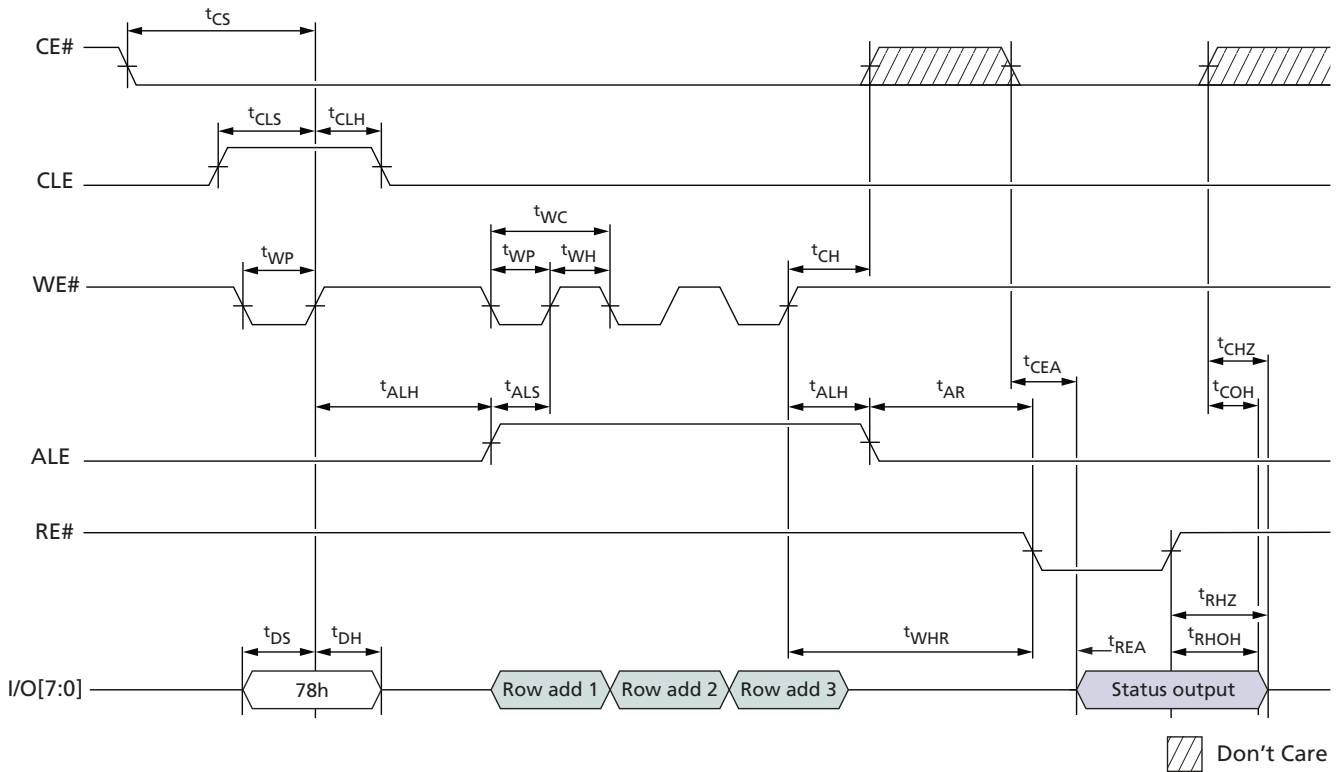 tCS
CE#
tCLS tCLH
CLE
tWC
tWP tWP tWH tCH
WE#
tCHZ
tCEA
tALH tALS tALH tAR tCOH
ALE
RE#
tRHZ
tDS tDH tWHR tREA tRHOH
I/O[7:0] 78h Row add 1 Row add 2 Row add 3 Status output
Don't Care